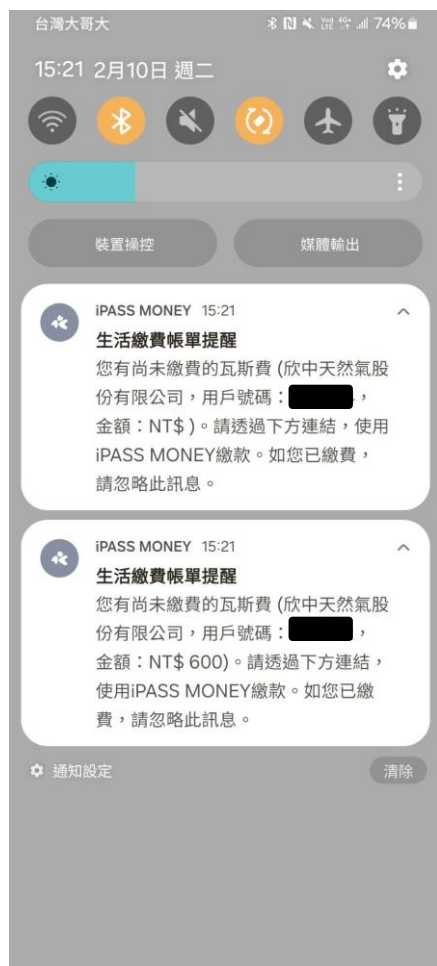 台灣大哥大 74%
15:21 2月10日 週二
裝置操控 媒體輸出
iPASS MONEY 15:21
生活繳費帳單提醒
您有尚未繳費的瓦斯費 (欣中天然氣股
份有限公司，用戶號碼： ，
金額：NT$ )。請透過下方連結，使用
iPASS MONEY繳款。如您已繳費，
請忽略此訊息。
iPASS MONEY 15:21
生活繳費帳單提醒
您有尚未繳費的瓦斯費 (欣中天然氣股
份有限公司，用戶號碼： ，
金額：NT$ 600)。請透過下方連結，
使用iPASS MONEY繳款。如您已繳
費，請忽略此訊息。
通知設定 清除